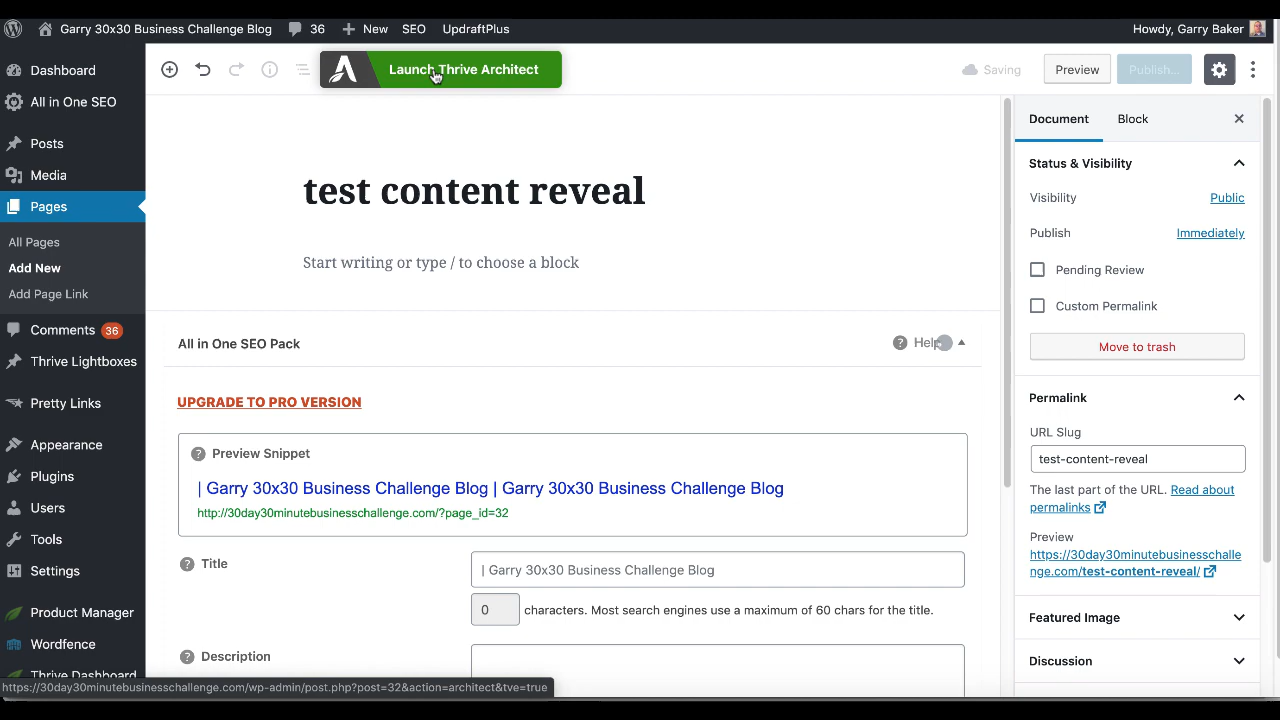 Garry 30x30 Business Challenge Blog 36 New SEO UpdraftPlus Howdy, Garry Baker
Launch Thrive Architect Saving Preview Publish...
Dashboard
All in One SEO
Posts
Media
Pages
All Pages
Add New
Add Page Link
Comments 36
Thrive Lightboxes
Pretty Links
Appearance
Plugins
Users
Tools
Settings
Product Manager
Wordfence
Thrive Dashboard
test content reveal
Start writing or type / to choose a block
All in One SEO Pack Help
UPGRADE TO PRO VERSION
Preview Snippet
| Garry 30x30 Business Challenge Blog | Garry 30x30 Business Challenge Blog
http://30day30minutebusinesschallenge.com/?page_id=32
Title | Garry 30x30 Business Challenge Blog
0 characters. Most search engines use a maximum of 60 chars for the title.
Description
Document Block
Status & Visibility
Visibility Public
Publish Immediately
Pending Review
Custom Permalink
Move to trash
Permalink
URL Slug
test-content-reveal
The last part of the URL. Read about
permalinks
Preview
https://30day30minutebusinesschalle
nge.com/test-content-reveal/
Featured Image
Discussion
https://30day30minutebusinesschallenge.com/wp-admin/post.php?post=32&action=architect&tve=true